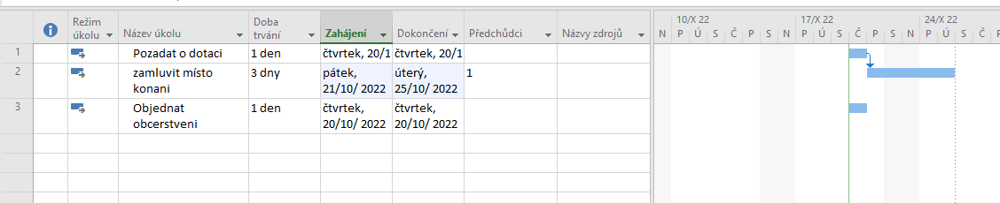 10/X 22 17/X 22 24/X 22
Režim úkolu Název úkolu Doba trvání Zahájení Dokončení Předchůdci Názvy zdrojů N P Ú S Č P S N P Ú S Č P S N P Ú S Č P S
1 Pozadat o dotaci 1 den čtvrtek, 20/1 čtvrtek, 20/1
2 zamluvit místo konani 3 dny pátek, 21/10/ 2022 úterý, 25/10/ 2022 1
3 Objednat obcerstveni 1 den čtvrtek, 20/10/ 2022 čtvrtek, 20/10/ 2022